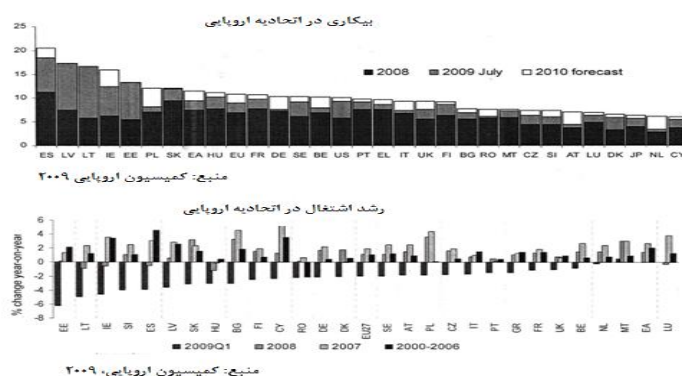 بیکاری در اتحادیه اروپایی
25
20
15
10
5
0
2008 2009 July 2010 forecast
ES LV LT IE EE PL SK EA HU EU FR DE SE BE US PT EL IT UK FI BG RO MT CZ SI AT LU DK JP NL CY
منبع: کمیسیون اروپایی ۲۰۰۹
رشد اشتغال در اتحادیه اروپایی
% change year-on-year
6
4
2
0
-2
-4
-6
-8
EE LT IE SI ES LV SK HU BG FI CY RO DE DK EU27 SE AT PL CZ IT PT GR FR UK BE NL MT EA LU
2009Q1 2008 2007 2000-2006
منبع: کمیسیون اروپایی، ۲۰۰۹